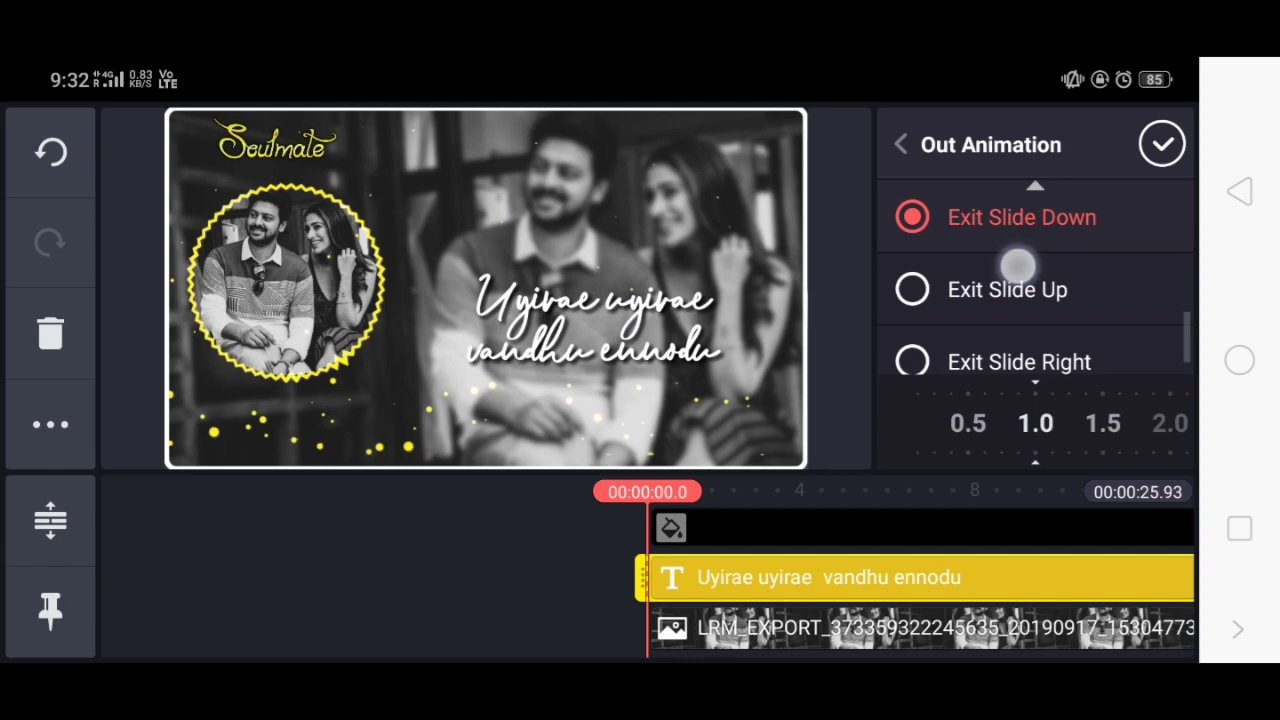 9:32 4G R 0.83 KB/S Vo LTE 85
Soulmate
Uyirae uyirae
vandhu ennodu
Out Animation
Exit Slide Down
Exit Slide Up
Exit Slide Right
0.5 1.0 1.5 2.0
00:00:00.0 4 8 00:00:25.93
T Uyirae uyirae vandhu ennodu
LRM_EXPORT_373359322245635_20190917_15304773